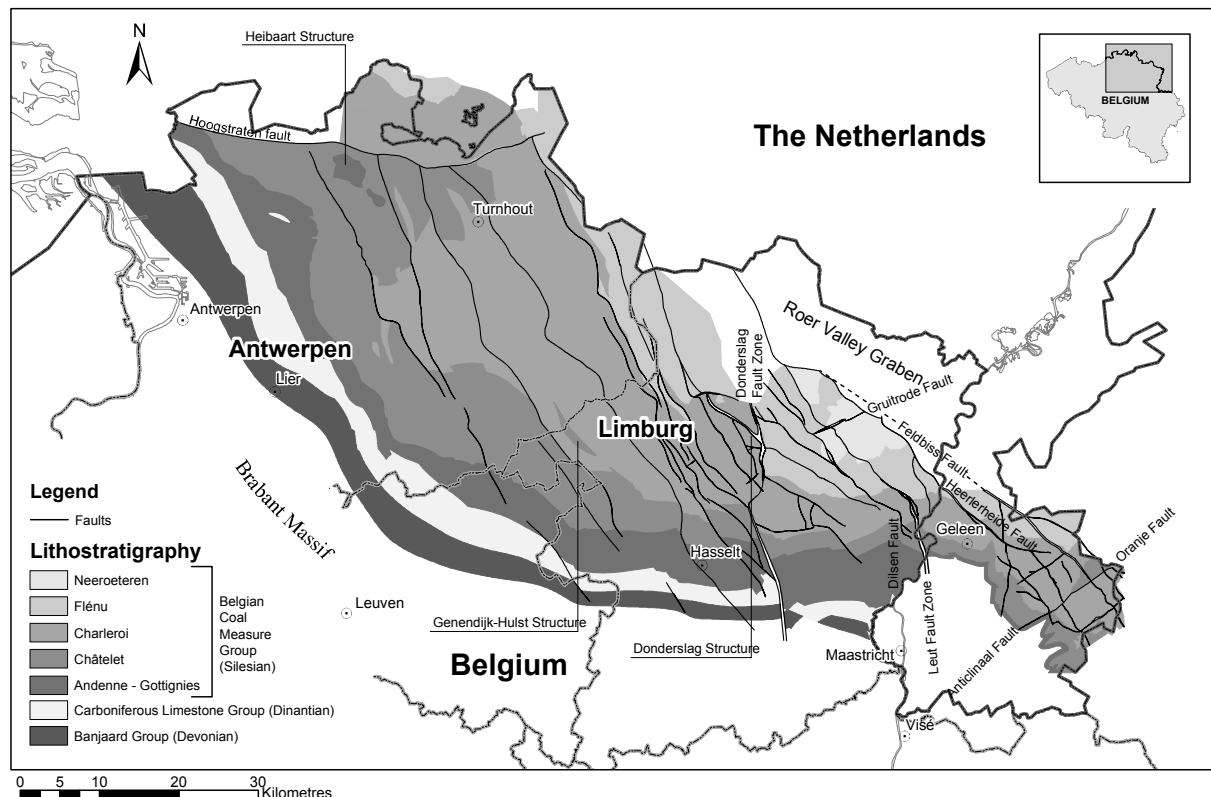 Heibaart Structure
N
BELGIUM
The Netherlands
Hoogstraten fault
Turnhout
Antwerpen
Antwerpen
Lier
Roer Valley Graben
Donderslag
Fault Zone
Gruitrode Fault
Limburg
Feldbiss Fault
Brabant Massif
Heerlerheide Fault
Geleen
Oranje Fault
Hasselt
Dilsen Fault
Leuven
Genendijk-Hulst Structure
Belgium
Donderslag Structure
Maastricht
Leut Fault Zone
Anticlinaal Fault
Visé
Legend
Faults
Lithostratigraphy
Neeroeteren
Flénu
Charleroi
Châtelet
Andenne - Gottignies
Belgian
Coal
Measure
Group
(Silesian)
Carboniferous Limestone Group (Dinantian)
Banjaard Group (Devonian)
0 5 10 20 30
Kilometres